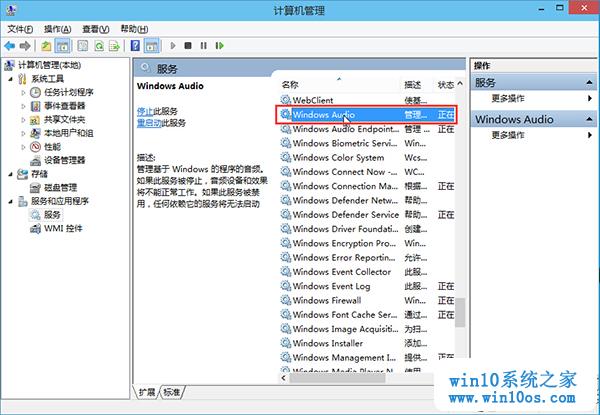 计算机管理
文件(F) 操作(A) 查看(V) 帮助(H)
计算机管理(本地)
系统工具
任务计划程序
事件查看器
共享文件夹
本地用户和组
性能
设备管理器
存储
磁盘管理
服务和应用程序
服务
WMI 控件
服务
Windows Audio
停止此服务
重启动此服务
描述:
管理基于 Windows 的程序的音频。
如果此服务被停止，音频设备和效果
将不能正常工作。如果此服务被禁
用，任何依赖它的服务将无法启动
名称 描述 状态
WebClient 使基...
Windows Audio 管理... 正在
Windows Audio Endpoint... 管理... 正在
Windows Biometric Servi... Win...
Windows Color System Wcs...
Windows Connect Now -... WC...
Windows Connection Ma... 根据... 正在
Windows Defender Netw... 帮助... 正在
Windows Defender Service 帮助... 正在
Windows Driver Foundati... 创建...
Windows Encryption Pro... Win...
Windows Error Reportin... 允许...
Windows Event Collector 此服...
Windows Event Log 此服... 正在
Windows Firewall Win... 正在
Windows Font Cache Ser... 通过... 正在
Windows Image Acquisiti... 为扫...
Windows Installer 添加...
Windows Management I... 提供... 正在
Windows Media Player N... 使用
扩展 标准
操作
服务
更多操作
Windows Audio
更多操作
win10系统之家
www.win10os.com